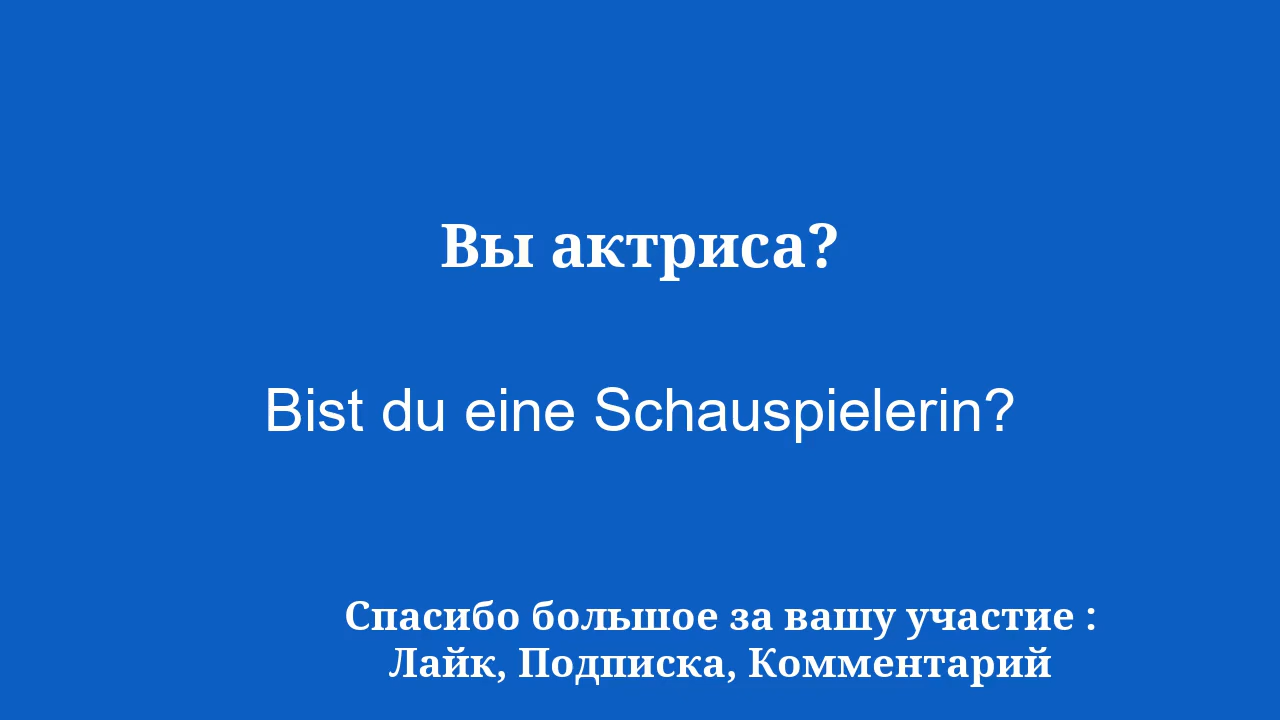 Вы актриса?
Bist du eine Schauspielerin?
Спасибо большое за вашу участие :
Лайк, Подписка, Комментарий